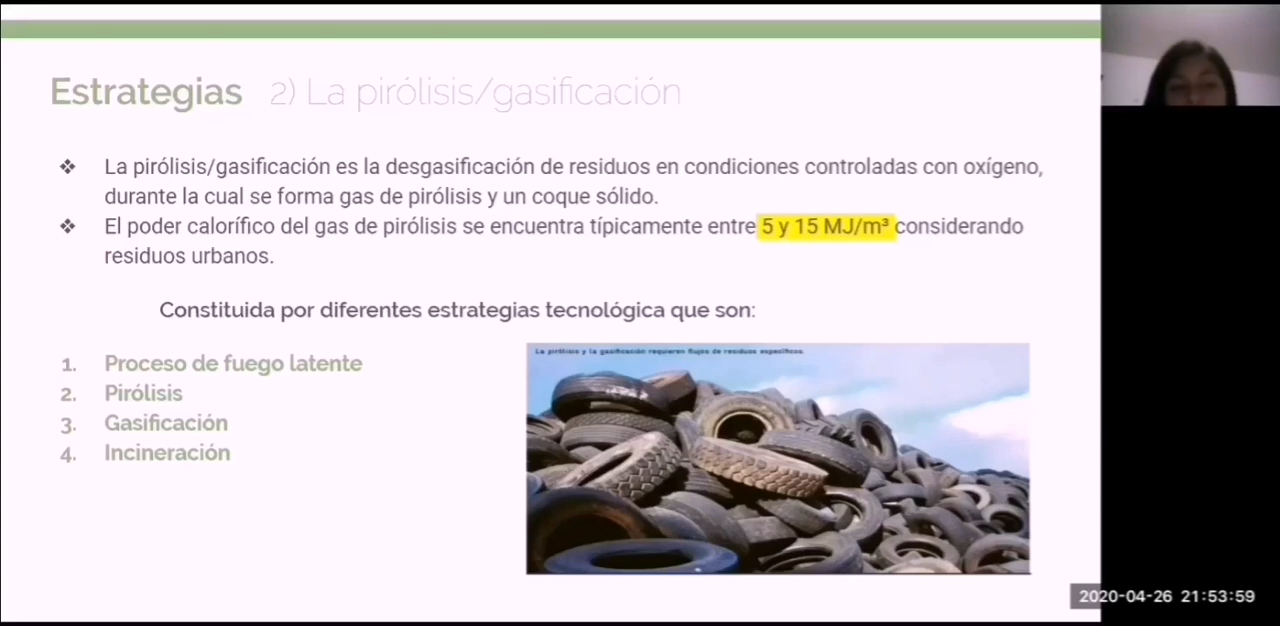 Estrategias 2) La pirólisis/gasificación
❖ La pirólisis/gasificación es la desgasificación de residuos en condiciones controladas con oxígeno,
durante la cual se forma gas de pirólisis y un coque sólido.
❖ El poder calorífico del gas de pirólisis se encuentra típicamente entre 5 y 15 MJ/m³ considerando
residuos urbanos.
Constituida por diferentes estrategias tecnológica que son:
1. Proceso de fuego latente
2. Pirólisis
3. Gasificación
4. Incineración
La pirólisis y la gasificación requieren flujos de residuos específicos.
2020-04-26 21:53:59